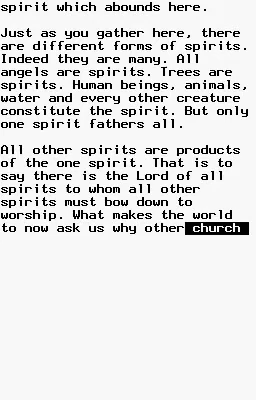 spirit which abounds here.
Just as you gather here, there
are different forms of spirits.
Indeed they are many. All
angels are spirits. Trees are
spirits. Human beings, animals,
water and every other creature
constitute the spirit. But only
one spirit fathers all.
All other spirits are products
of the one spirit. That is to
say there is the Lord of all
spirits to whom all other
spirits must bow down to
worship. What makes the world
to now ask us why other church